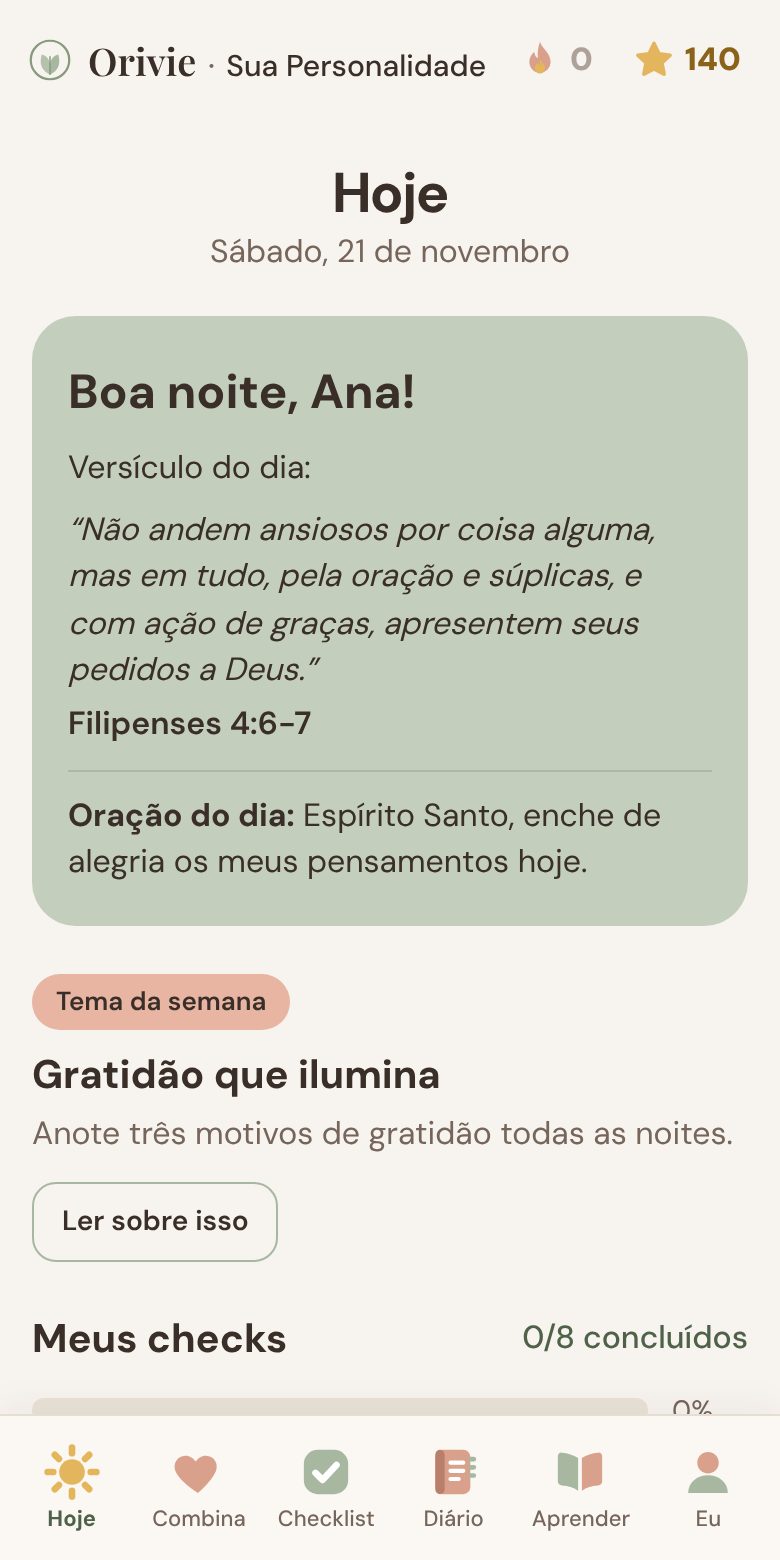 Orivie · Sua Personalidade 0 140
Hoje
Sábado, 21 de novembro
Boa noite, Ana!
Versículo do dia:
“Não andem ansiosos por coisa alguma,
mas em tudo, pela oração e súplicas, e
com ação de graças, apresentem seus
pedidos a Deus.”
Filipenses 4:6–7
Oração do dia: Espírito Santo, enche de
alegria os meus pensamentos hoje.
Tema da semana
Gratidão que ilumina
Anote três motivos de gratidão todas as noites.
Ler sobre isso
Meus checks 0/8 concluídos
0%
Hoje Combina Checklist Diário Aprender Eu